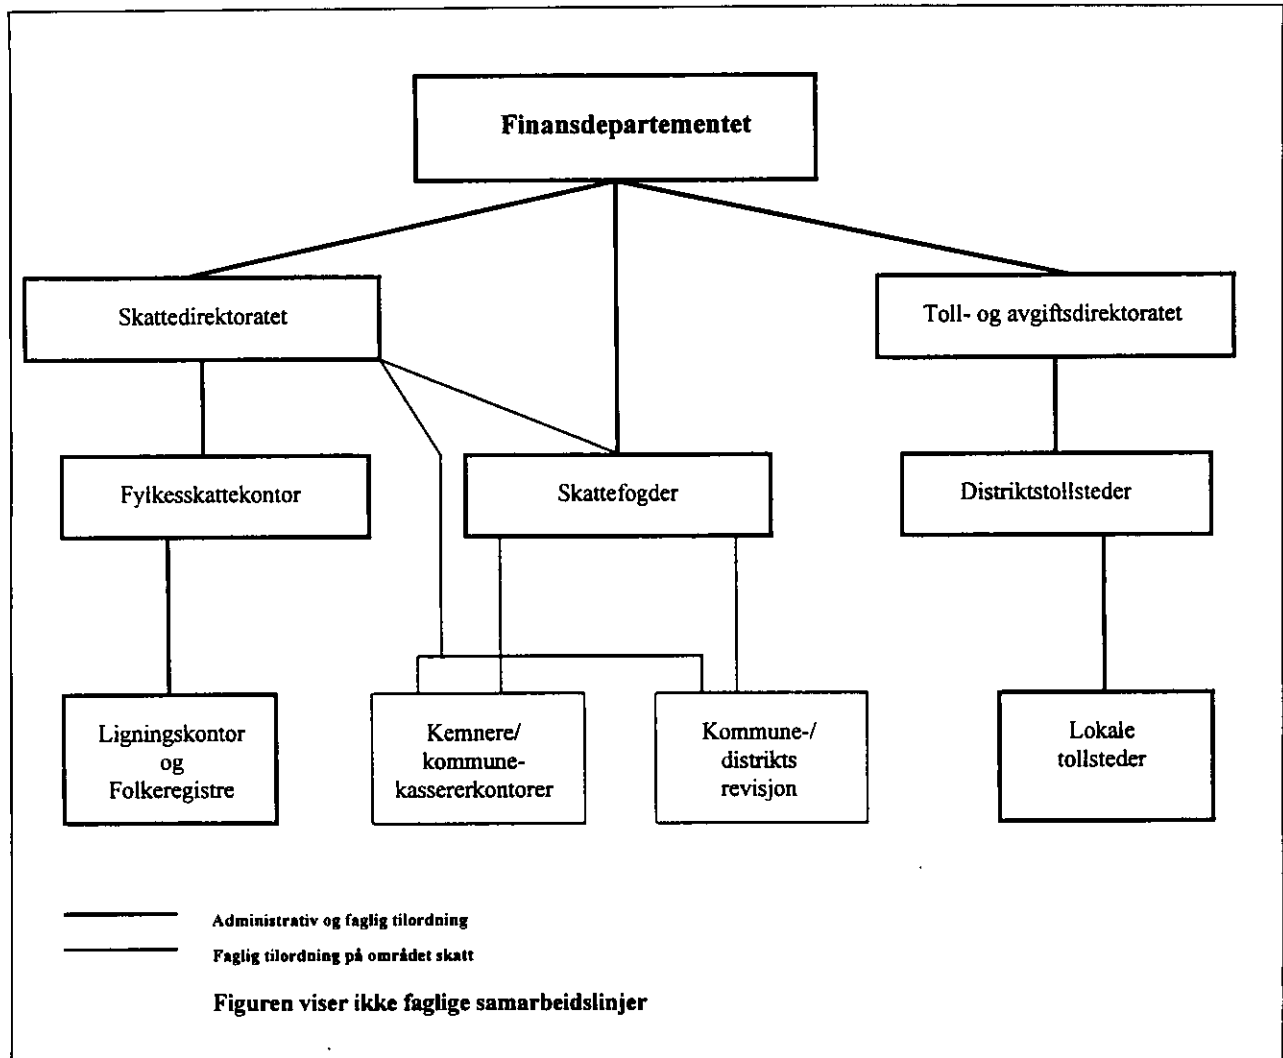 Finansdepartementet
Skattedirektoratet
Toll- og avgiftsdirektoratet
Fylkesskattekontor
Skattefogder
Distriktstollsteder
Ligningskontor
og
Folkeregistre
Kemnere/
kommune-
kassererkontorer
Kommune-/
distrikts
revisjon
Lokale
tollsteder
Administrativ og faglig tilordning
Faglig tilordning på området skatt
Figuren viser ikke faglige samarbeidslinjer